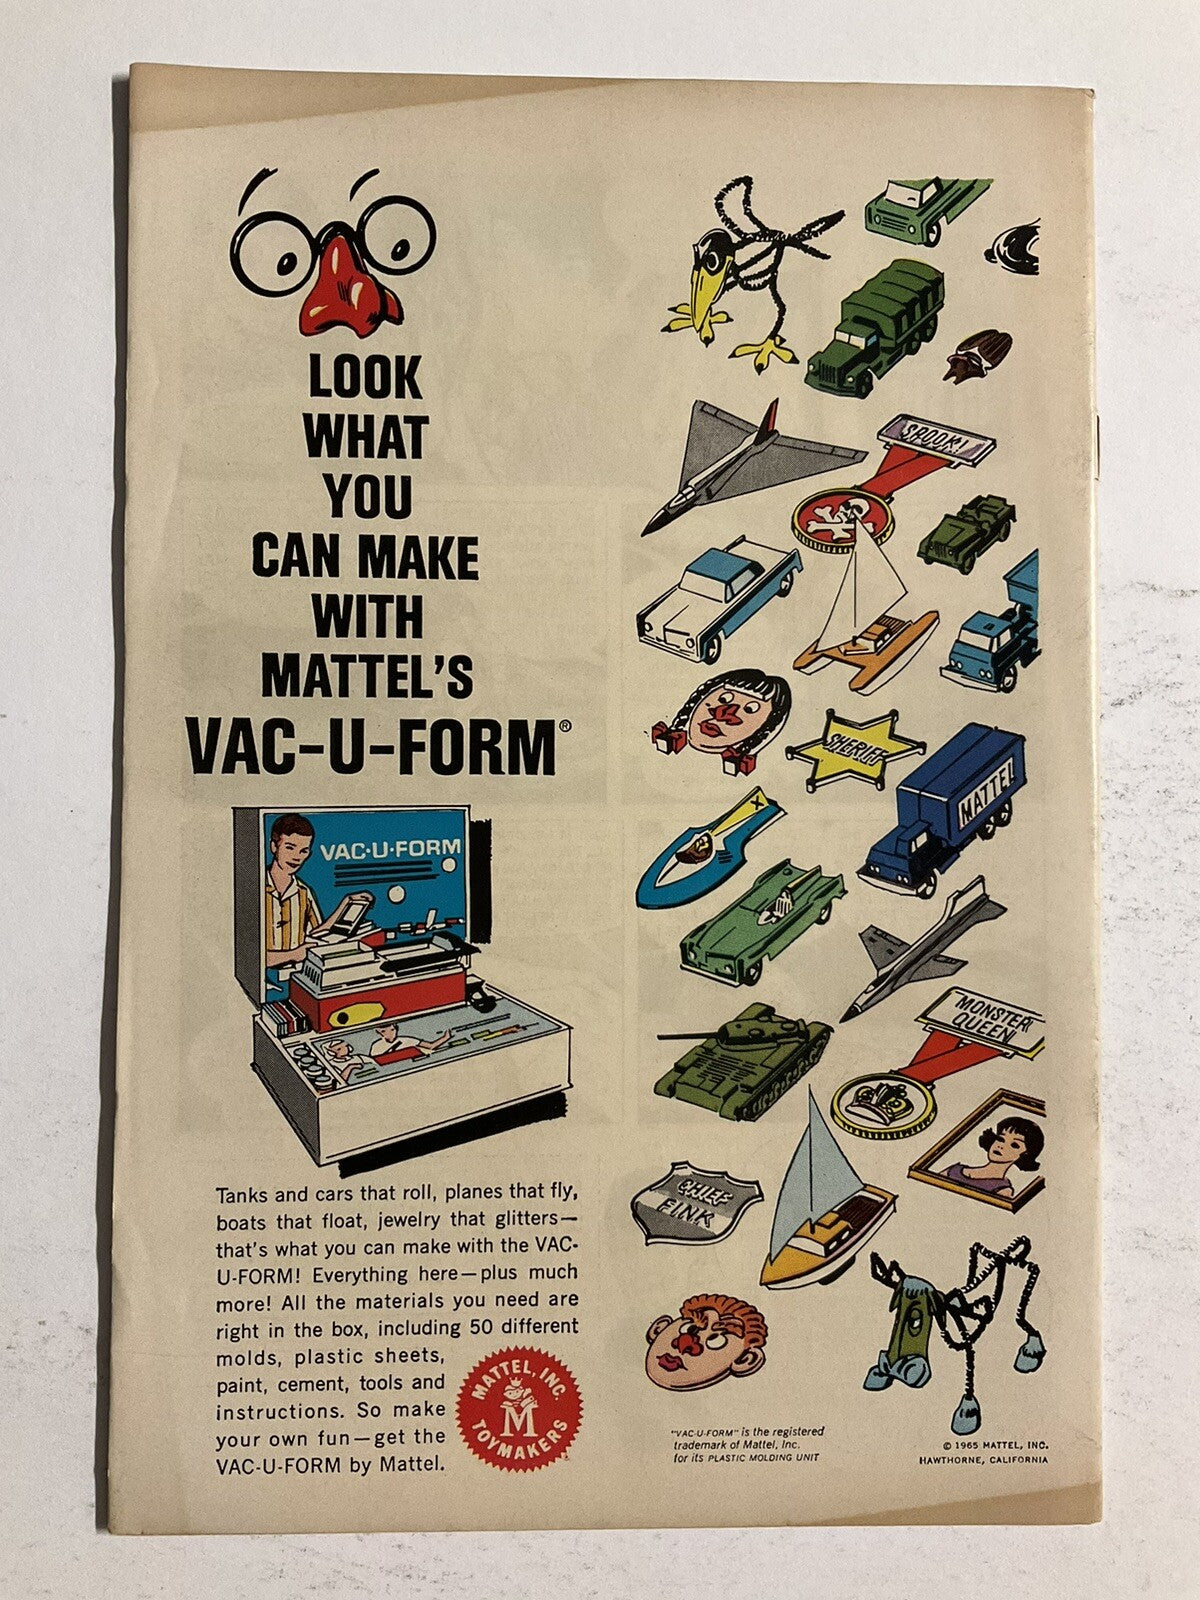 LOOK
WHAT
YOU
CAN MAKE
WITH
MATTEL'S
VAC-U-FORM®
VAC-U-FORM
Tanks and cars that roll, planes that fly,
boats that float, jewelry that glitters—
that's what you can make with the VAC-
U-FORM! Everything here—plus much
more! All the materials you need are
right in the box, including 50 different
molds, plastic sheets,
paint, cement, tools and
instructions. So make
your own fun—get the
VAC-U-FORM by Mattel.
MATTEL, INC.
M
TOYMAKERS
SPOOK!
SHERIFF
MATTEL
X
MONSTER
QUEEN
CHIEF
FINK
"VAC-U-FORM" is the registered
trademark of Mattel, Inc.
for its PLASTIC MOLDING UNIT
© 1965 MATTEL, INC.
HAWTHORNE, CALIFORNIA